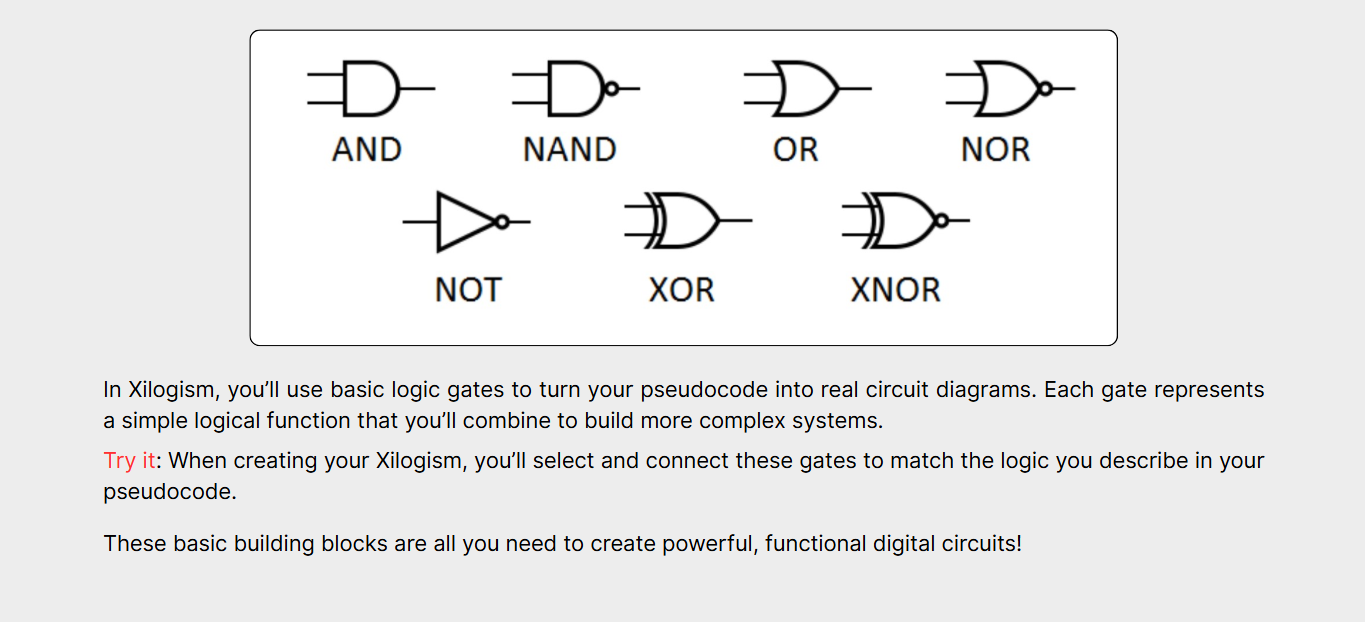 AND NAND OR NOR
NOT XOR XNOR
In Xilogism, you’ll use basic logic gates to turn your pseudocode into real circuit diagrams. Each gate represents
a simple logical function that you’ll combine to build more complex systems.
Try it: When creating your Xilogism, you’ll select and connect these gates to match the logic you describe in your
pseudocode.
These basic building blocks are all you need to create powerful, functional digital circuits!